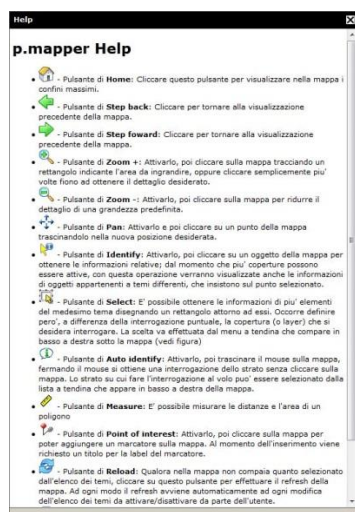 Help
p.mapper Help
- Pulsante di Home: Cliccare questo pulsante per visualizzare nella mappa i
confini massimi.
- Pulsante di Step back: Cliccare per tornare alla visualizzazione
precedente della mappa.
- Pulsante di Step foward: Cliccare per tornare alla visualizzazione
precedente della mappa.
- Pulsante di Zoom +: Attivarlo, poi cliccare sulla mappa tracciando un
rettangolo indicante l'area da ingrandire, oppure cliccare semplicemente piu'
volte fiono ad ottenere il dettaglio desiderato.
- Pulsante di Zoom -: Attivarlo, poi cliccare sulla mappa per ridurre il
dettaglio di una grandezza predefinita.
- Pulsante di Pan: Attivarlo e poi cliccare su un punto della mappa
trascinandolo nella nuova posizione desiderata.
- Pulsante di Identify: Attivarlo, poi cliccare su un oggetto della mappa per
ottenere le informazioni relative; dal momento che piu' coperture possono
essere attive, con questa operazione verranno visualizzate anche le informazioni
di oggetti appartenenti a temi differenti, che insistono sul punto selezionato.
- Pulsante di Select: E' possibile ottenere le informazioni di piu' elementi
del medesimo tema disegnando un rettangolo attorno ad essi. Occorre definire
pero', a differenza della interrogazione puntuale, la copertura (o layer) che si
desidera interrogare. La scelta va effettuata dal menu a tendina che compare in
basso a destra sotto la mappa (vedi figura)
- Pulsante di Auto identify: Attivarlo, poi trascinare il mouse sulla mappa,
fermando il mouse si ottiene una interrogazione dello strato senza cliccare sulla
mappa. Lo strato su cui fare l'interrogazione al volo puo' essere selezionato dalla
lista a tendina che appare in basso a destra della mappa.
- Pulsante di Measure: E' possibile misurare le distanze e l'area di un
poligono
- Pulsante di Point of interest: Attivarlo, poi cliccare sulla mappa per
poter aggiungere un marcatore sulla mappa. Al momento dell'inserimento viene
richiesto un titolo per la label del marcatore.
- Pulsante di Reload: Qualora nella mappa non compaia quanto selezionato
dall'elenco dei temi, cliccare su questo pulsante per effettuare il refresh della
mappa. Ad ogni modo il refresh avviene automaticamente ad ogni modifica
dell'elenco dei temi da attivare/disattivare da parte dell'utente.